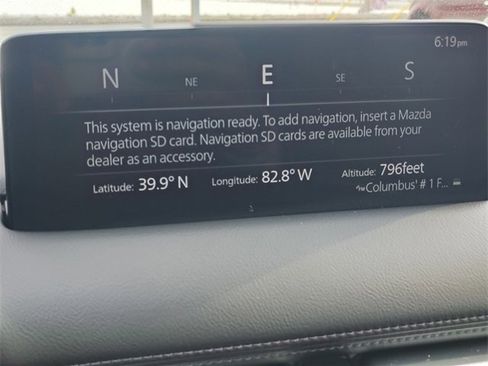 6:19pm
N NE E SE S
This system is navigation ready. To add navigation, insert a Mazda
navigation SD card. Navigation SD cards are available from your
dealer as an accessory.
Latitude: 39.9° N Longitude: 82.8° W Altitude: 796feet
Columbus' # 1 F...